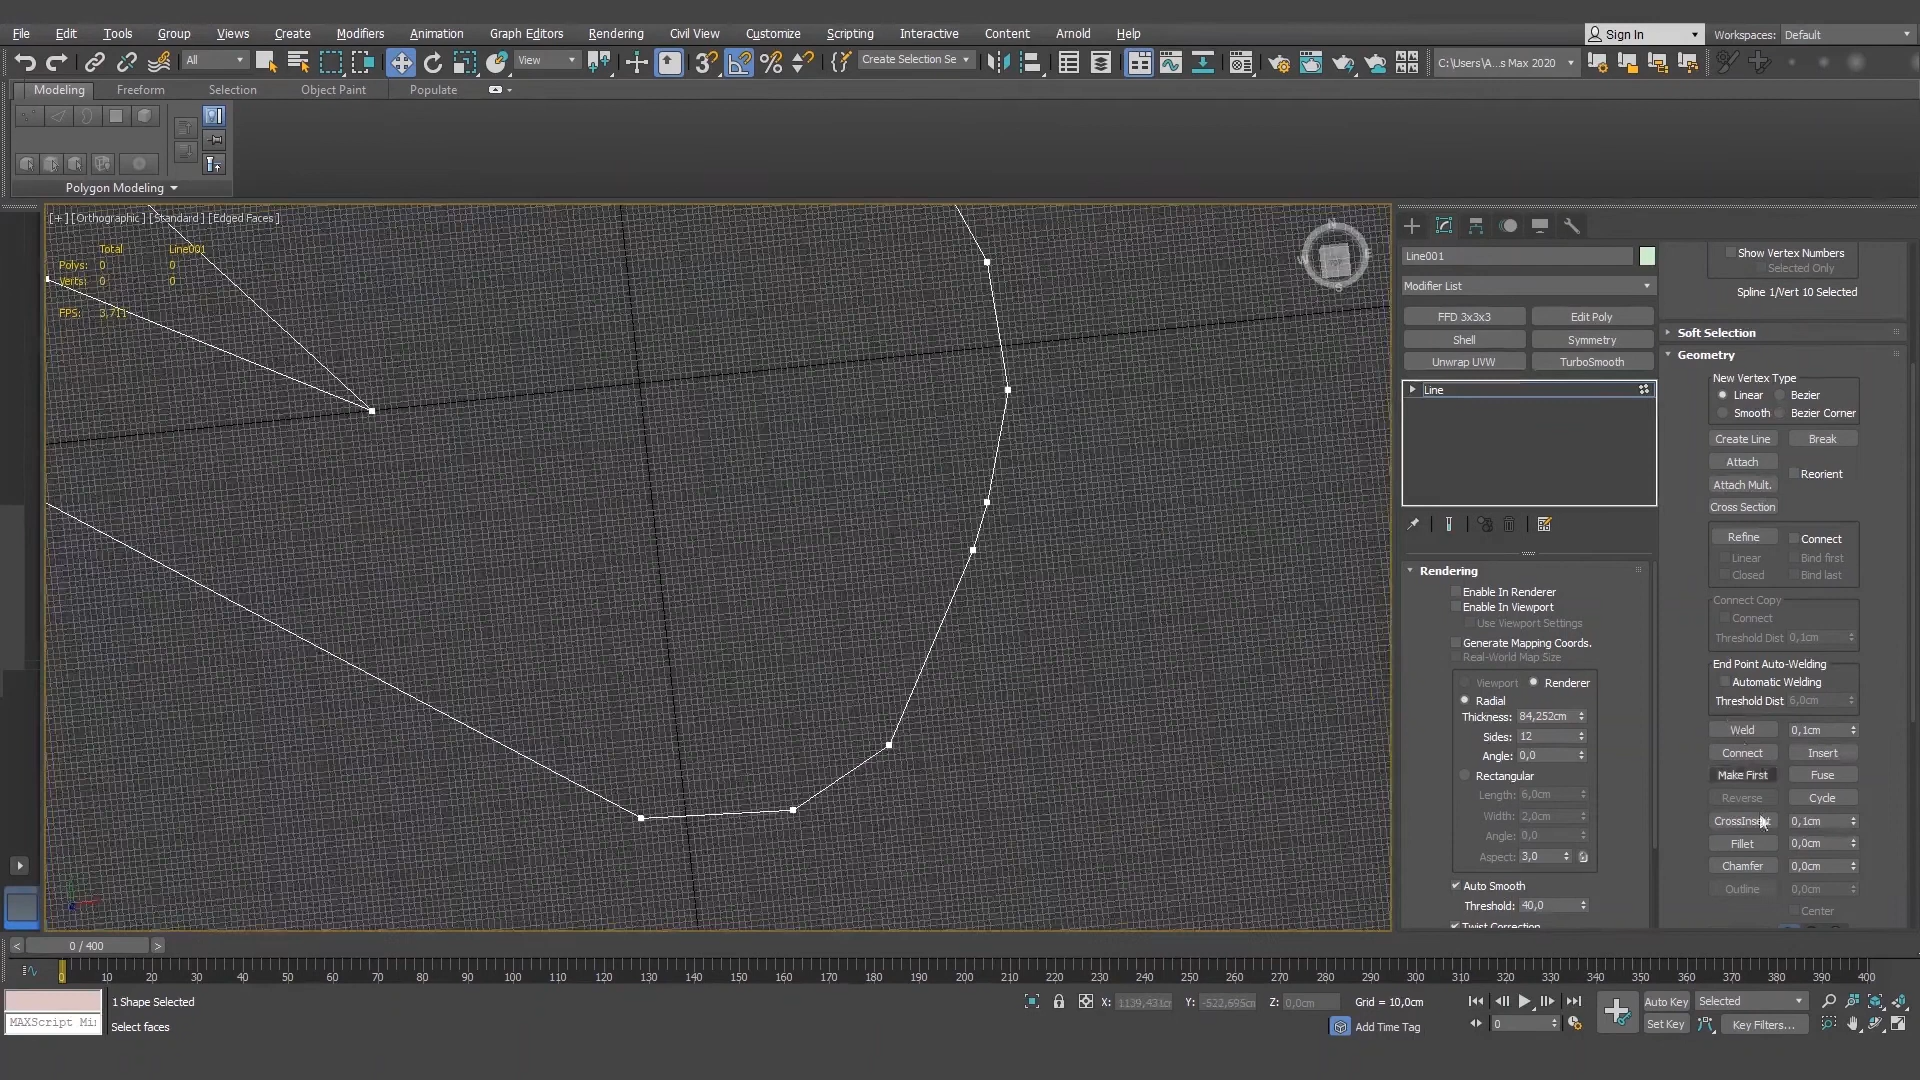 File Edit Tools Group Views Create Modifiers Animation Graph Editors Rendering Civil View Customize Scripting Interactive Content Arnold Help
Sign In
Workspaces: Default
All
View
Create Selection Se
C:\Users\A...s Max 2020
Modeling Freeform Selection Object Paint Populate
Polygon Modeling
[+] [Orthographic] [Standard] [Edged Faces]
Total Line001
Polys: 0 0
Verts: 0 0
FPS: 3,711
N
W
E
S
Line001
Modifier List
FFD 3x3x3 Edit Poly
Shell Symmetry
Unwrap UVW TurboSmooth
Line
Rendering
Enable In Renderer
Enable In Viewport
Use Viewport Settings
Generate Mapping Coords.
Real-World Map Size
Viewport Renderer
Radial
Thickness: 84,252cm
Sides: 12
Angle: 0,0
Rectangular
Length: 6,0cm
Width: 2,0cm
Angle: 0,0
Aspect: 3,0
Auto Smooth
Threshold: 40,0
Twist Correction
Show Vertex Numbers
Selected Only
Spline 1/Vert 10 Selected
Soft Selection
Geometry
New Vertex Type
Linear Bezier
Smooth Bezier Corner
Create Line Break
Attach
Reorient
Attach Mult.
Cross Section
Refine Connect
Linear Bind first
Closed Bind last
Connect Copy
Connect
Threshold Dist 0,1cm
End Point Auto-Welding
Automatic Welding
Threshold Dist 6,0cm
Weld 0,1cm
Connect Insert
Make First Fuse
Reverse Cycle
CrossInsert 0,1cm
Fillet 0,0cm
Chamfer 0,0cm
Outline 0,0cm
Center
< 0 / 400 >
0 10 20 30 40 50 60 70 80 90 100 110 120 130 140 150 160 170 180 190 200 210 220 230 240 250 260 270 280 290 300 310 320 330 340 350 360 370 380 390 400
MAXScript Mi
1 Shape Selected
Select faces
X: 1139,431cm Y: -522,695cm Z: 0,0cm Grid = 10,0cm
Add Time Tag
0
Auto Key Selected
Set Key Key Filters...